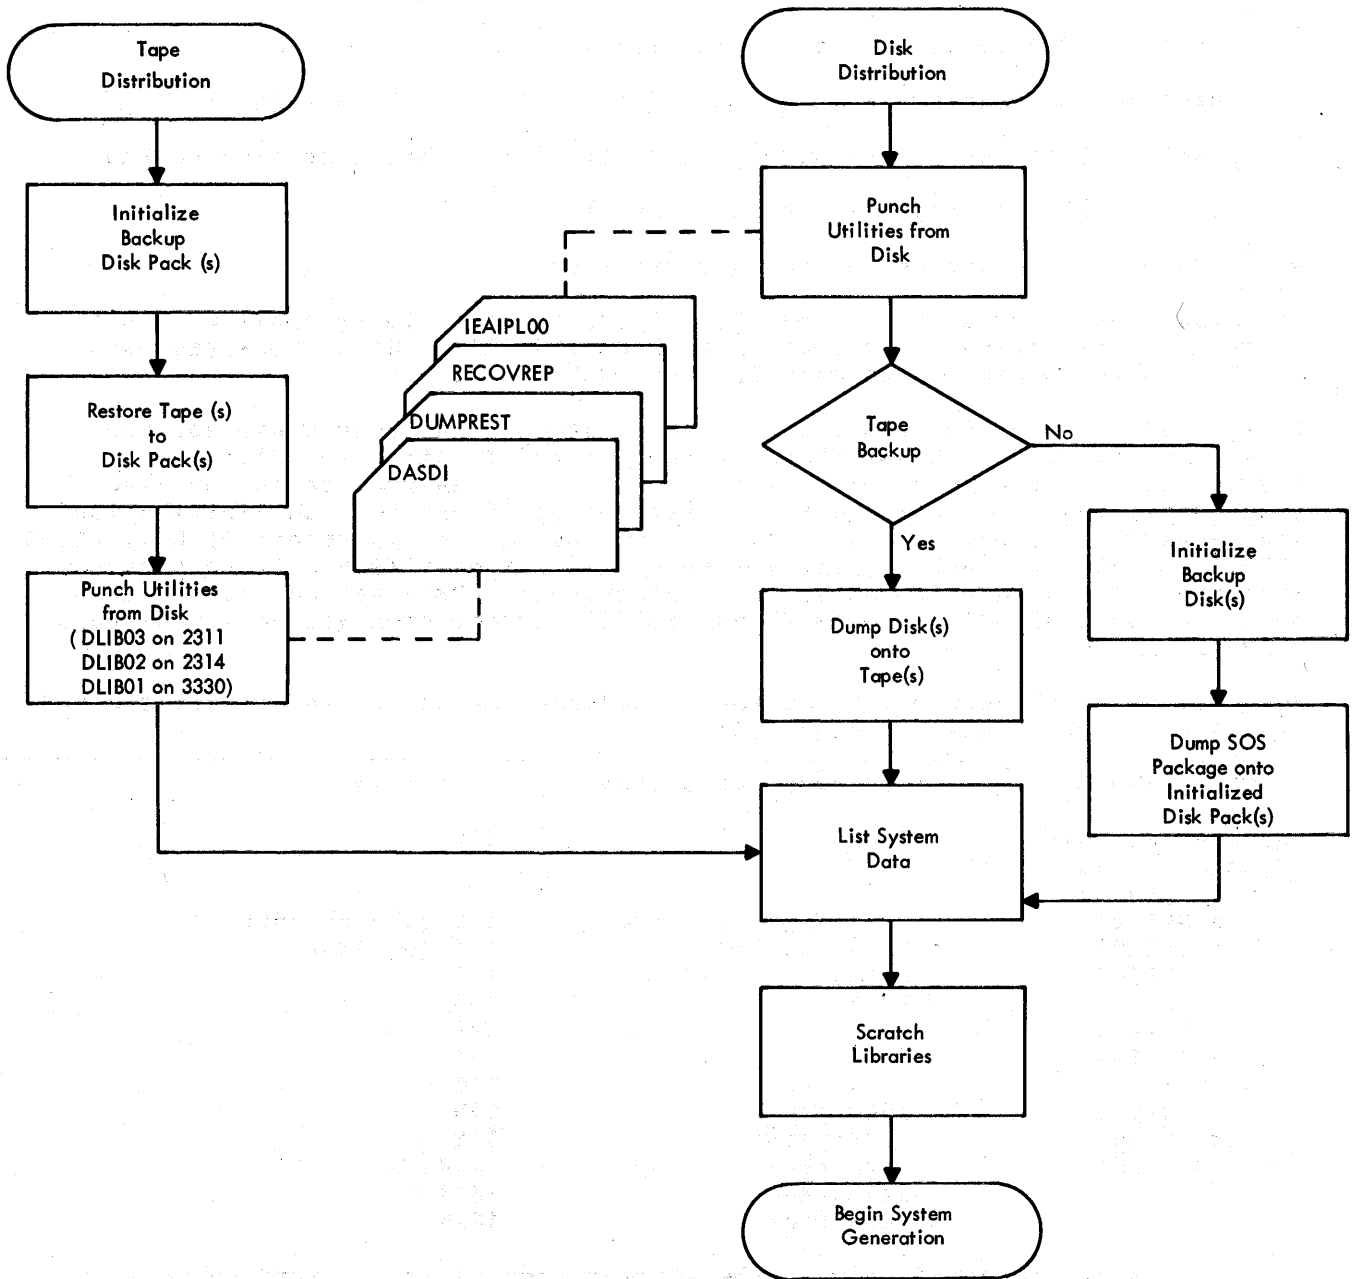 Tape
Distribution
Initialize
Backup
Disk Pack (s)
Restore Tape (s)
to
Disk Pack(s)
Punch Utilities
from Disk
( DLIB03 on 2311
DLIB02 on 2314
DLIB01 on 3330)
IEAIPL00
RECOVREP
DUMPREST
DASDI
Disk
Distribution
Punch
Utilities from
Disk
Tape
Backup
No
Yes
Dump Disk(s)
onto
Tape(s)
Initialize
Backup
Disk(s)
Dump SOS
Package onto
Initialized
Disk Pack(s)
List System
Data
Scratch
Libraries
Begin System
Generation